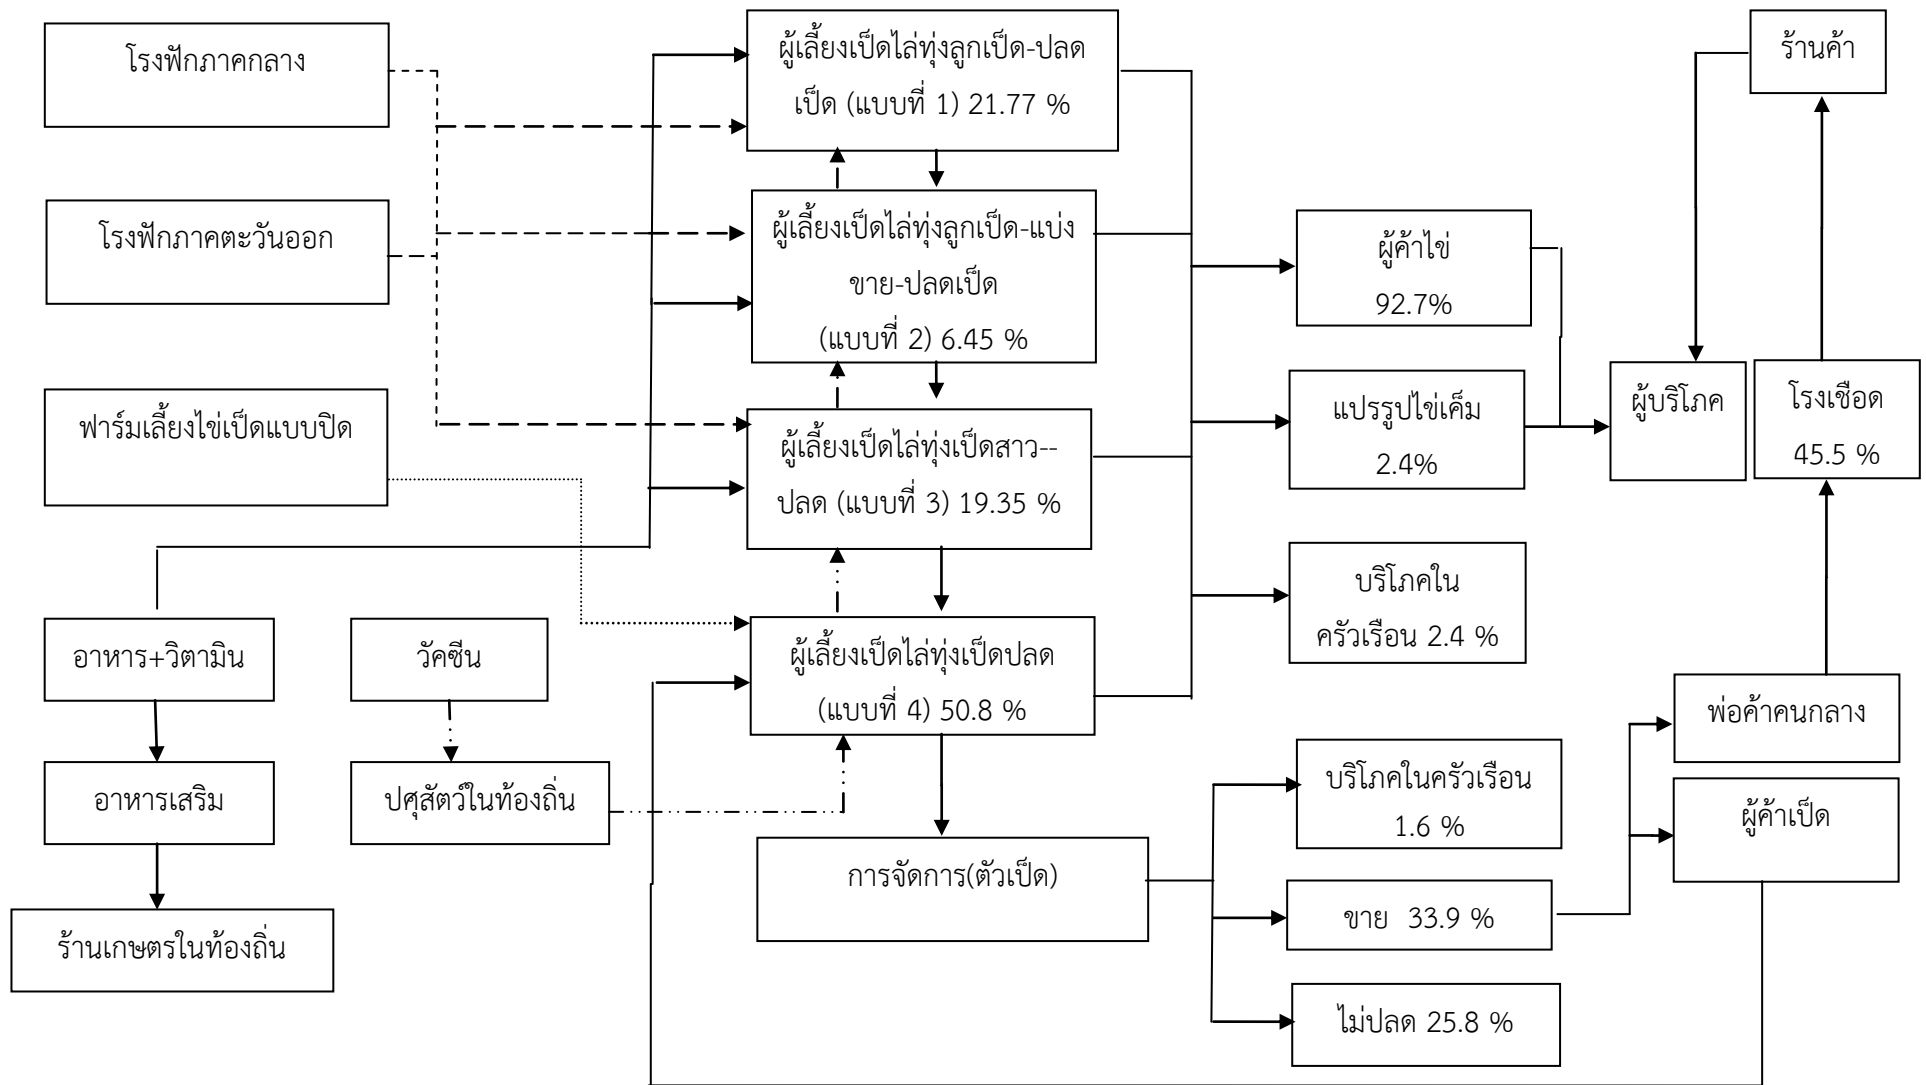 โรงฟักภาคกลาง
โรงฟักภาคตะวันออก
ฟาร์มเลี้ยงไข่เป็ดแบบปิด
อาหาร+วิตามิน
อาหารเสริม
ร้านเกษตรในท้องถิ่น
วัคซีน
ปศุสัตว์ในท้องถิ่น
ผู้เลี้ยงเป็ดไล่ทุ่งลูกเป็ด-ปลด
เป็ด (แบบที่ 1) 21.77 %
ผู้เลี้ยงเป็ดไล่ทุ่งลูกเป็ด-แบ่ง
ขาย-ปลดเป็ด
(แบบที่ 2) 6.45 %
ผู้เลี้ยงเป็ดไล่ทุ่งเป็ดสาว--
ปลด (แบบที่ 3) 19.35 %
ผู้เลี้ยงเป็ดไล่ทุ่งเป็ดปลด
(แบบที่ 4) 50.8 %
การจัดการ(ตัวเป็ด)
ผู้ค้าไข่
92.7%
แปรรูปไข่เค็ม
2.4%
บริโภคใน
ครัวเรือน 2.4 %
บริโภคในครัวเรือน
1.6 %
ขาย 33.9 %
ไม่ปลด 25.8 %
ร้านค้า
ผู้บริโภค
โรงเชือด
45.5 %
พ่อค้าคนกลาง
ผู้ค้าเป็ด